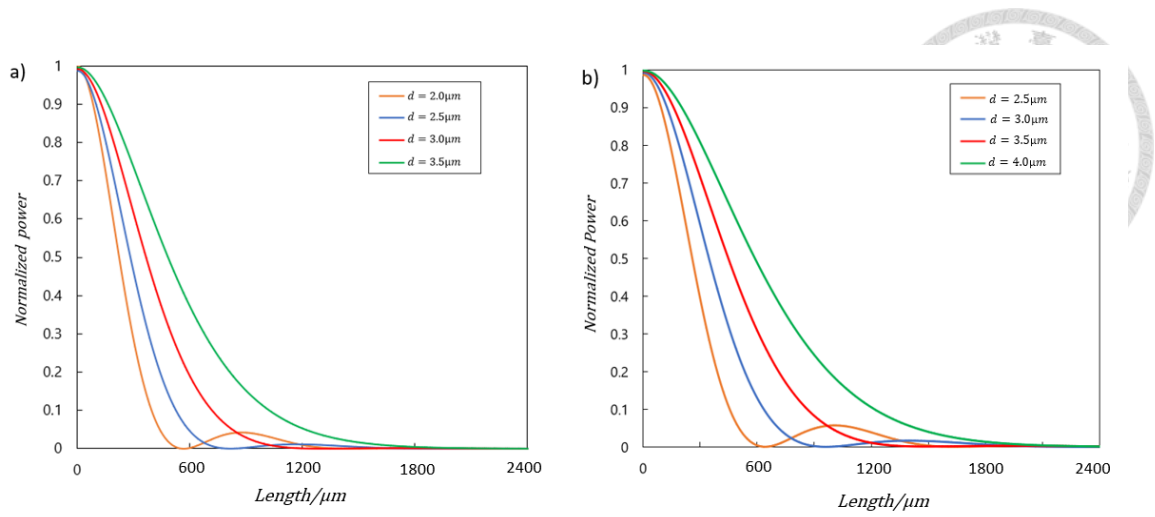 a)
Normalized power
1
0.9
0.8
0.7
0.6
0.5
0.4
0.3
0.2
0.1
0
0 600 1200 1800 2400
Length/μm
d = 2.0μm
d = 2.5μm
d = 3.0μm
d = 3.5μm
b)
Normalized Power
1
0.9
0.8
0.7
0.6
0.5
0.4
0.3
0.2
0.1
0
0 600 1200 1800 2400
Length/μm
d = 2.5μm
d = 3.0μm
d = 3.5μm
d = 4.0μm